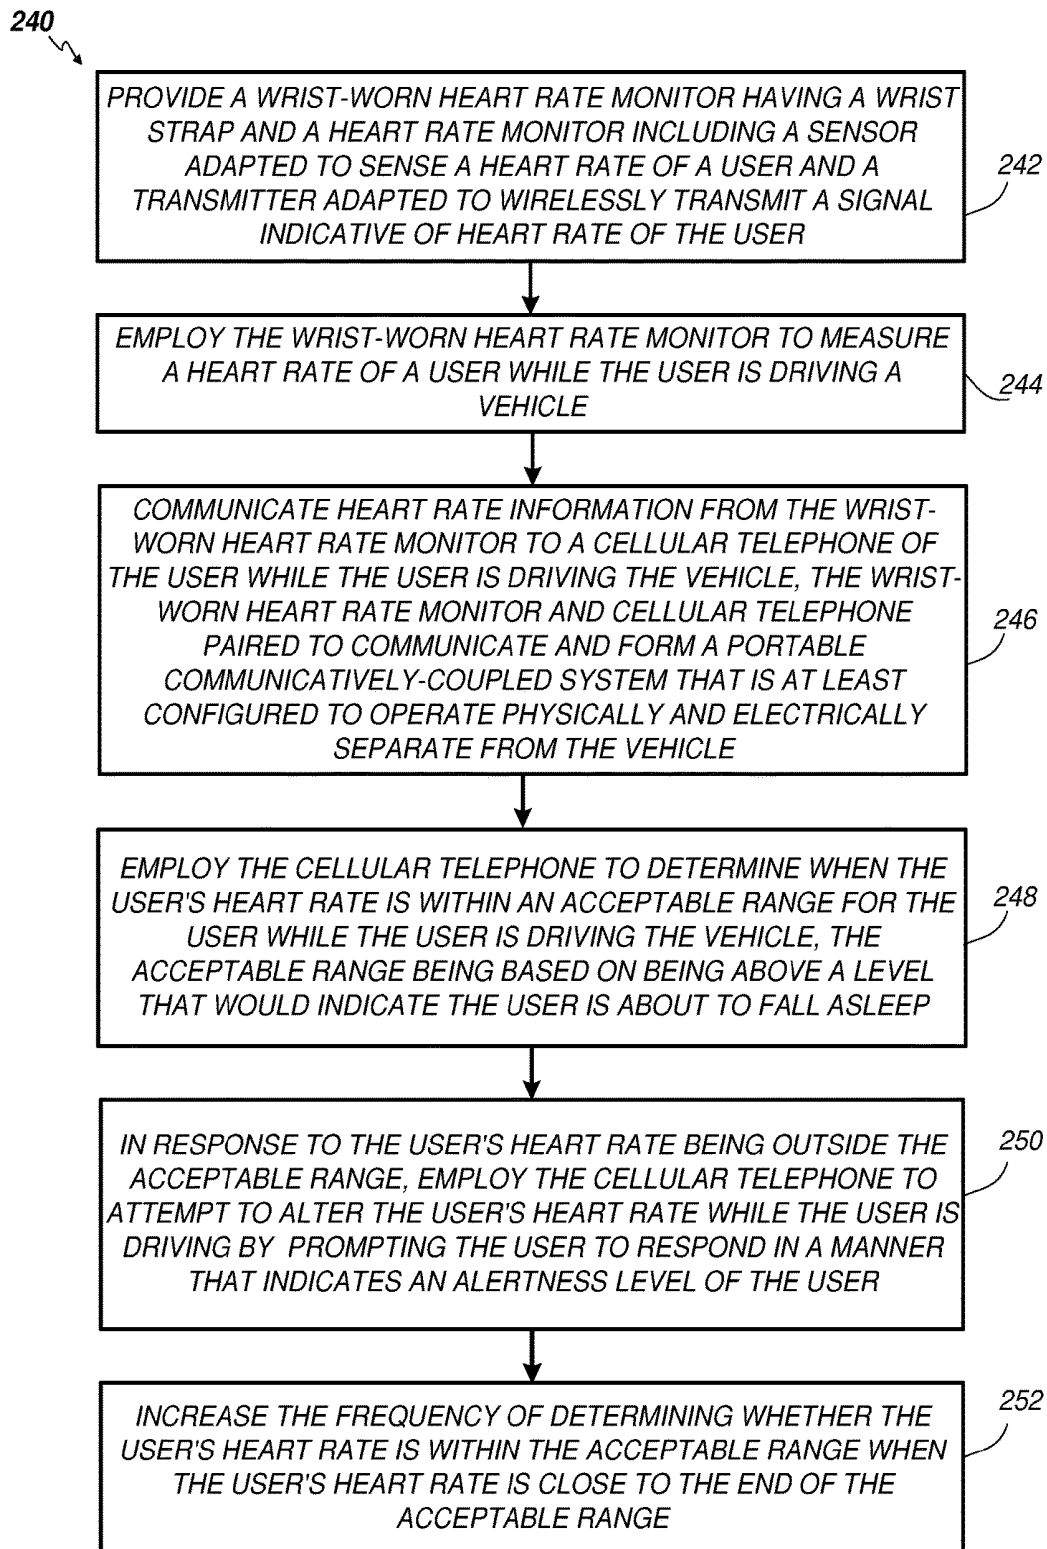 240
PROVIDE A WRIST-WORN HEART RATE MONITOR HAVING A WRIST
STRAP AND A HEART RATE MONITOR INCLUDING A SENSOR
ADAPTED TO SENSE A HEART RATE OF A USER AND A
TRANSMITTER ADAPTED TO WIRELESSLY TRANSMIT A SIGNAL
INDICATIVE OF HEART RATE OF THE USER
242
EMPLOY THE WRIST-WORN HEART RATE MONITOR TO MEASURE
A HEART RATE OF A USER WHILE THE USER IS DRIVING A
VEHICLE
244
COMMUNICATE HEART RATE INFORMATION FROM THE WRIST-
WORN HEART RATE MONITOR TO A CELLULAR TELEPHONE OF
THE USER WHILE THE USER IS DRIVING THE VEHICLE, THE WRIST-
WORN HEART RATE MONITOR AND CELLULAR TELEPHONE
PAIRED TO COMMUNICATE AND FORM A PORTABLE
COMMUNICATIVELY-COUPLED SYSTEM THAT IS AT LEAST
CONFIGURED TO OPERATE PHYSICALLY AND ELECTRICALLY
SEPARATE FROM THE VEHICLE
246
EMPLOY THE CELLULAR TELEPHONE TO DETERMINE WHEN THE
USER'S HEART RATE IS WITHIN AN ACCEPTABLE RANGE FOR THE
USER WHILE THE USER IS DRIVING THE VEHICLE, THE
ACCEPTABLE RANGE BEING BASED ON BEING ABOVE A LEVEL
THAT WOULD INDICATE THE USER IS ABOUT TO FALL ASLEEP
248
IN RESPONSE TO THE USER'S HEART RATE BEING OUTSIDE THE
ACCEPTABLE RANGE, EMPLOY THE CELLULAR TELEPHONE TO
ATTEMPT TO ALTER THE USER'S HEART RATE WHILE THE USER IS
DRIVING BY PROMPTING THE USER TO RESPOND IN A MANNER
THAT INDICATES AN ALERTNESS LEVEL OF THE USER
250
INCREASE THE FREQUENCY OF DETERMINING WHETHER THE
USER'S HEART RATE IS WITHIN THE ACCEPTABLE RANGE WHEN
THE USER'S HEART RATE IS CLOSE TO THE END OF THE
ACCEPTABLE RANGE
252